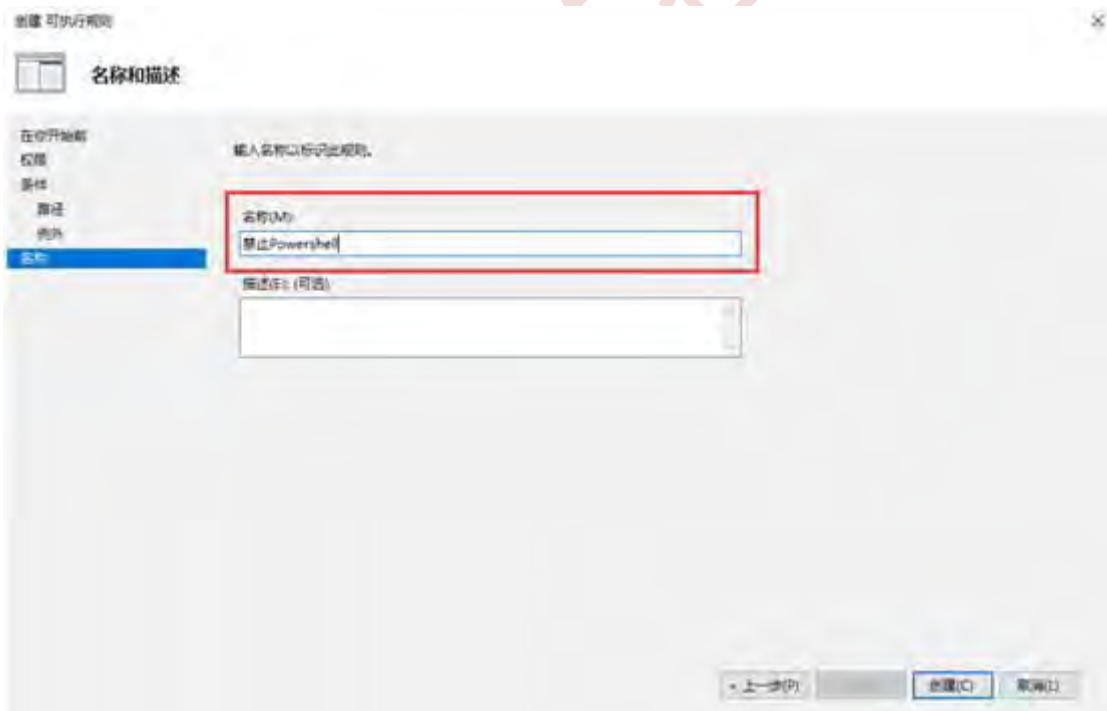 创建 可执行规则
名称和描述
在你开始前
权限
条件
路径
例外
名称
输入名称以标识此规则。
名称(M):
禁止Powershell
描述(E): (可选)
< 上一步(P)
创建(C)
取消(L)